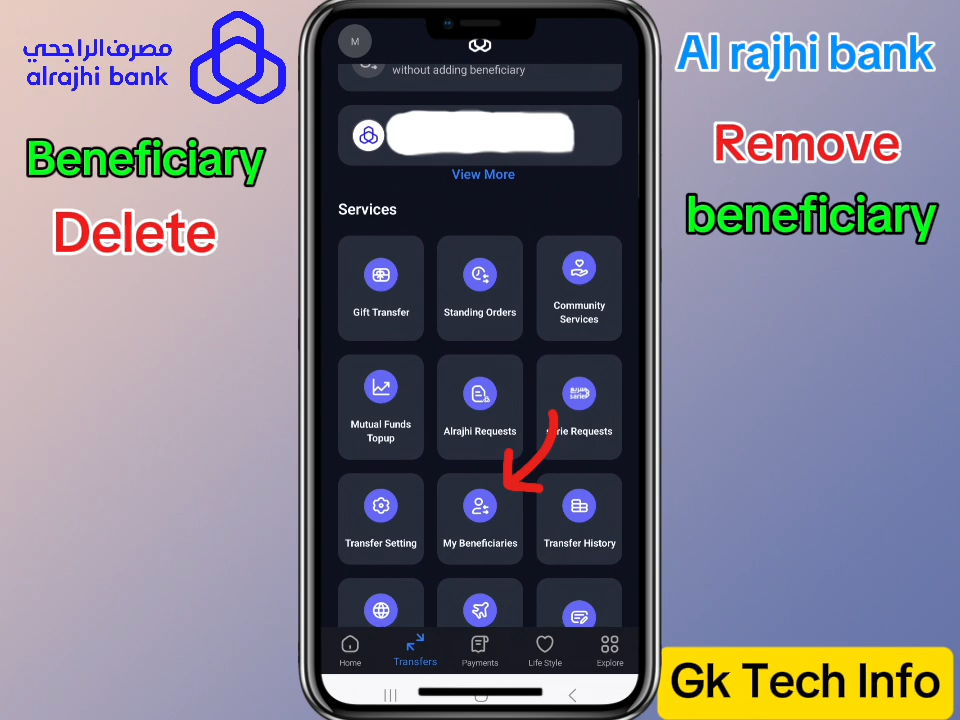 مصرف الراجحي
alrajhi bank
Beneficiary
Delete
Al rajhi bank
Remove
beneficiary
M
without adding beneficiary
View More
Services
Gift Transfer
Standing Orders
Community
Services
Mutual Funds
Topup
Alrajhi Requests
sarie
Requests
Transfer Setting
My Beneficiaries
Transfer History
Home
Transfers
Payments
Life Style
Explore
Gk Tech Info